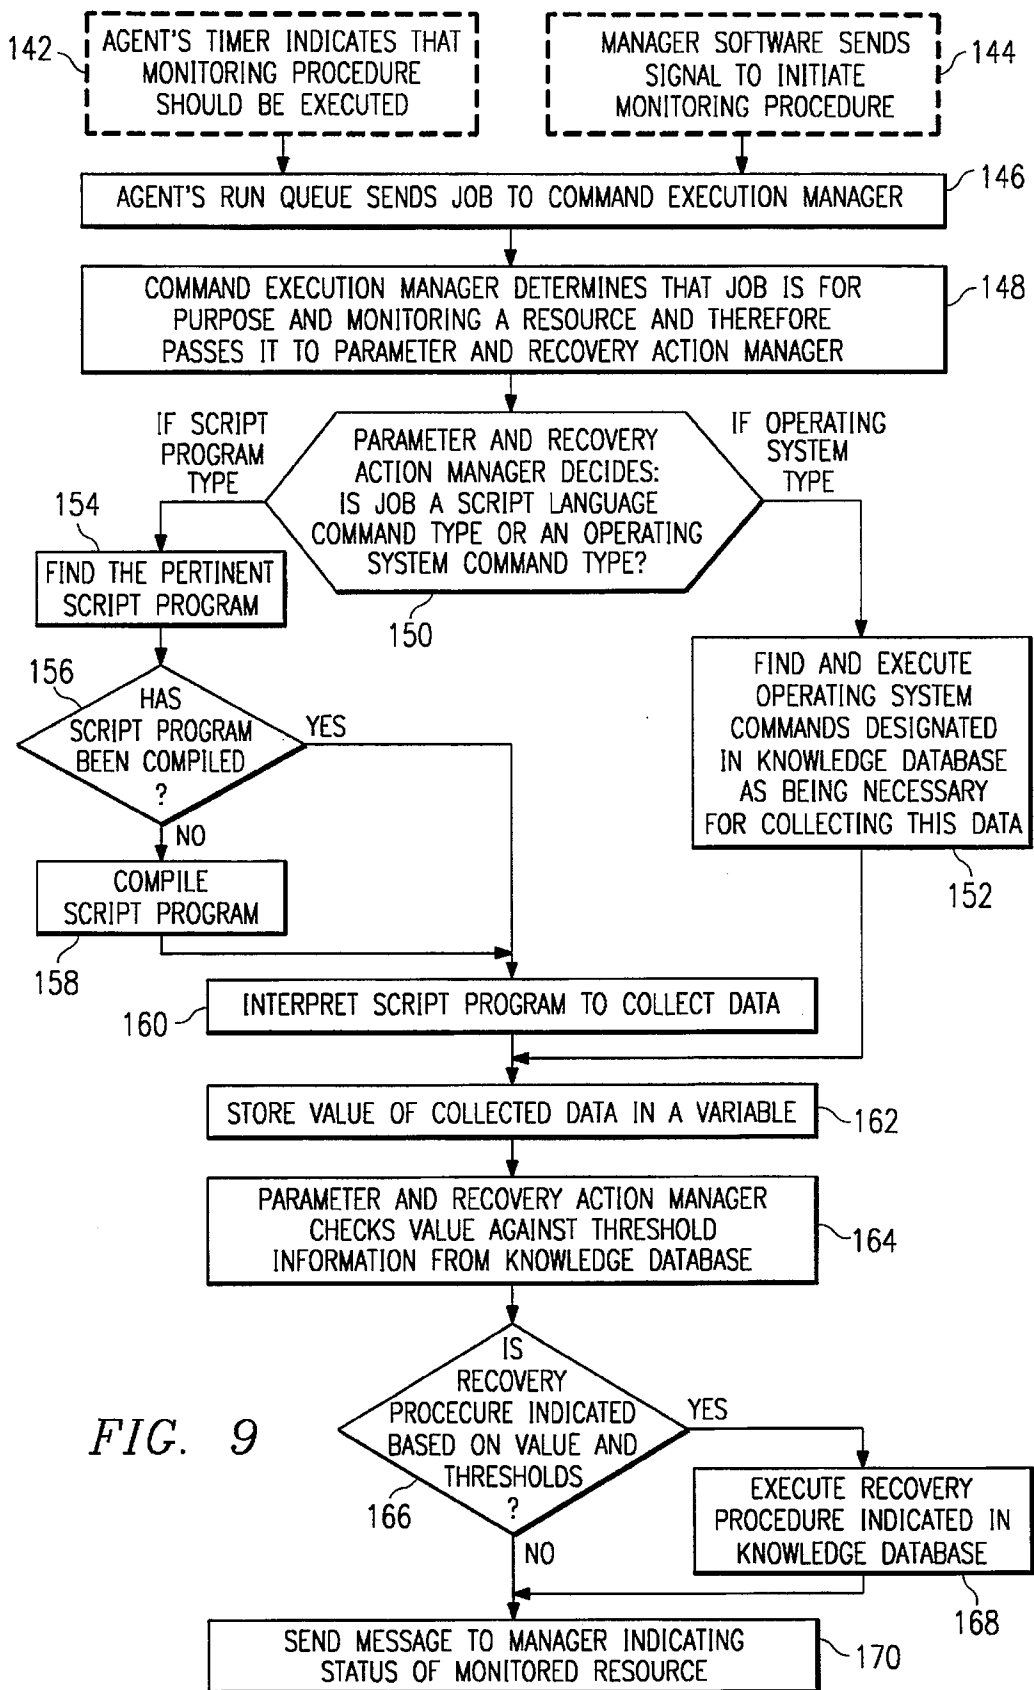 142
AGENT'S TIMER INDICATES THAT
MONITORING PROCEDURE
SHOULD BE EXECUTED
MANAGER SOFTWARE SENDS
SIGNAL TO INITIATE
MONITORING PROCEDURE
144
AGENT'S RUN QUEUE SENDS JOB TO COMMAND EXECUTION MANAGER
146
COMMAND EXECUTION MANAGER DETERMINES THAT JOB IS FOR
PURPOSE AND MONITORING A RESOURCE AND THEREFORE
PASSES IT TO PARAMETER AND RECOVERY ACTION MANAGER
148
IF SCRIPT
PROGRAM
TYPE
PARAMETER AND RECOVERY
ACTION MANAGER DECIDES:
IS JOB A SCRIPT LANGUAGE
COMMAND TYPE OR AN OPERATING
SYSTEM COMMAND TYPE?
150
IF OPERATING
SYSTEM
TYPE
154
FIND THE PERTINENT
SCRIPT PROGRAM
156
HAS
SCRIPT PROGRAM
BEEN COMPILED
?
YES
NO
FIND AND EXECUTE
OPERATING SYSTEM
COMMANDS DESIGNATED
IN KNOWLEDGE DATABASE
AS BEING NECESSARY
FOR COLLECTING THIS DATA
152
COMPILE
SCRIPT PROGRAM
158
160
INTERPRET SCRIPT PROGRAM TO COLLECT DATA
STORE VALUE OF COLLECTED DATA IN A VARIABLE
162
PARAMETER AND RECOVERY ACTION MANAGER
CHECKS VALUE AGAINST THRESHOLD
INFORMATION FROM KNOWLEDGE DATABASE
164
FIG. 9
IS
RECOVERY
PROCECURE INDICATED
BASED ON VALUE AND
THRESHOLDS
?
166
YES
NO
EXECUTE RECOVERY
PROCEDURE INDICATED IN
KNOWLEDGE DATABASE
168
SEND MESSAGE TO MANAGER INDICATING
STATUS OF MONITORED RESOURCE
170